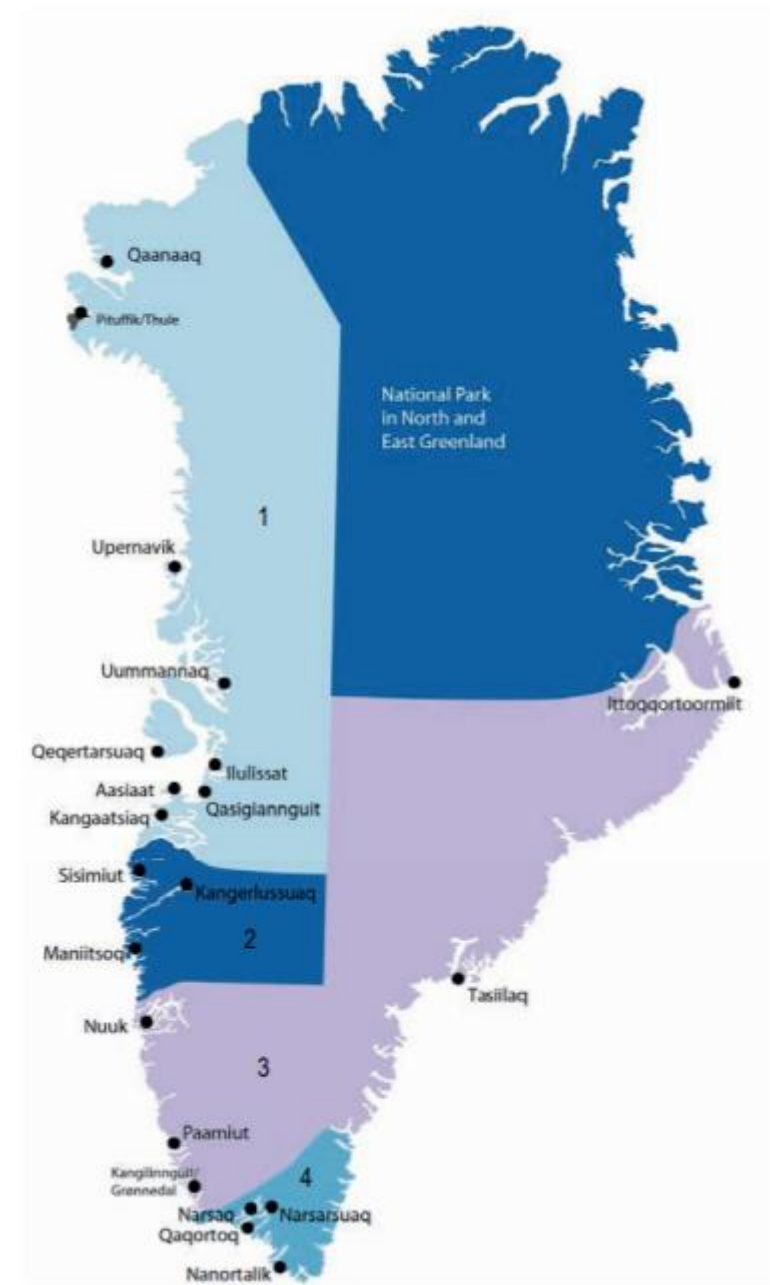 Qaanaaq
Pituffik/Thule
National Park
in North and
East Greenland
1
Upernavik
Uummannaq
Ittoqqortoormiit
Qeqertarsuaq
Ilulissat
Aasiaat
Qasigiannguit
Kangaatsiaq
Sisimiut
Kangerlussuaq
2
Maniitsoq
Tasiilaq
Nuuk
3
Paamiut
Kangilinnguit/
Grønnedal
4
Narsaq
Narsarsuaq
Qaqortoq
Nanortalik